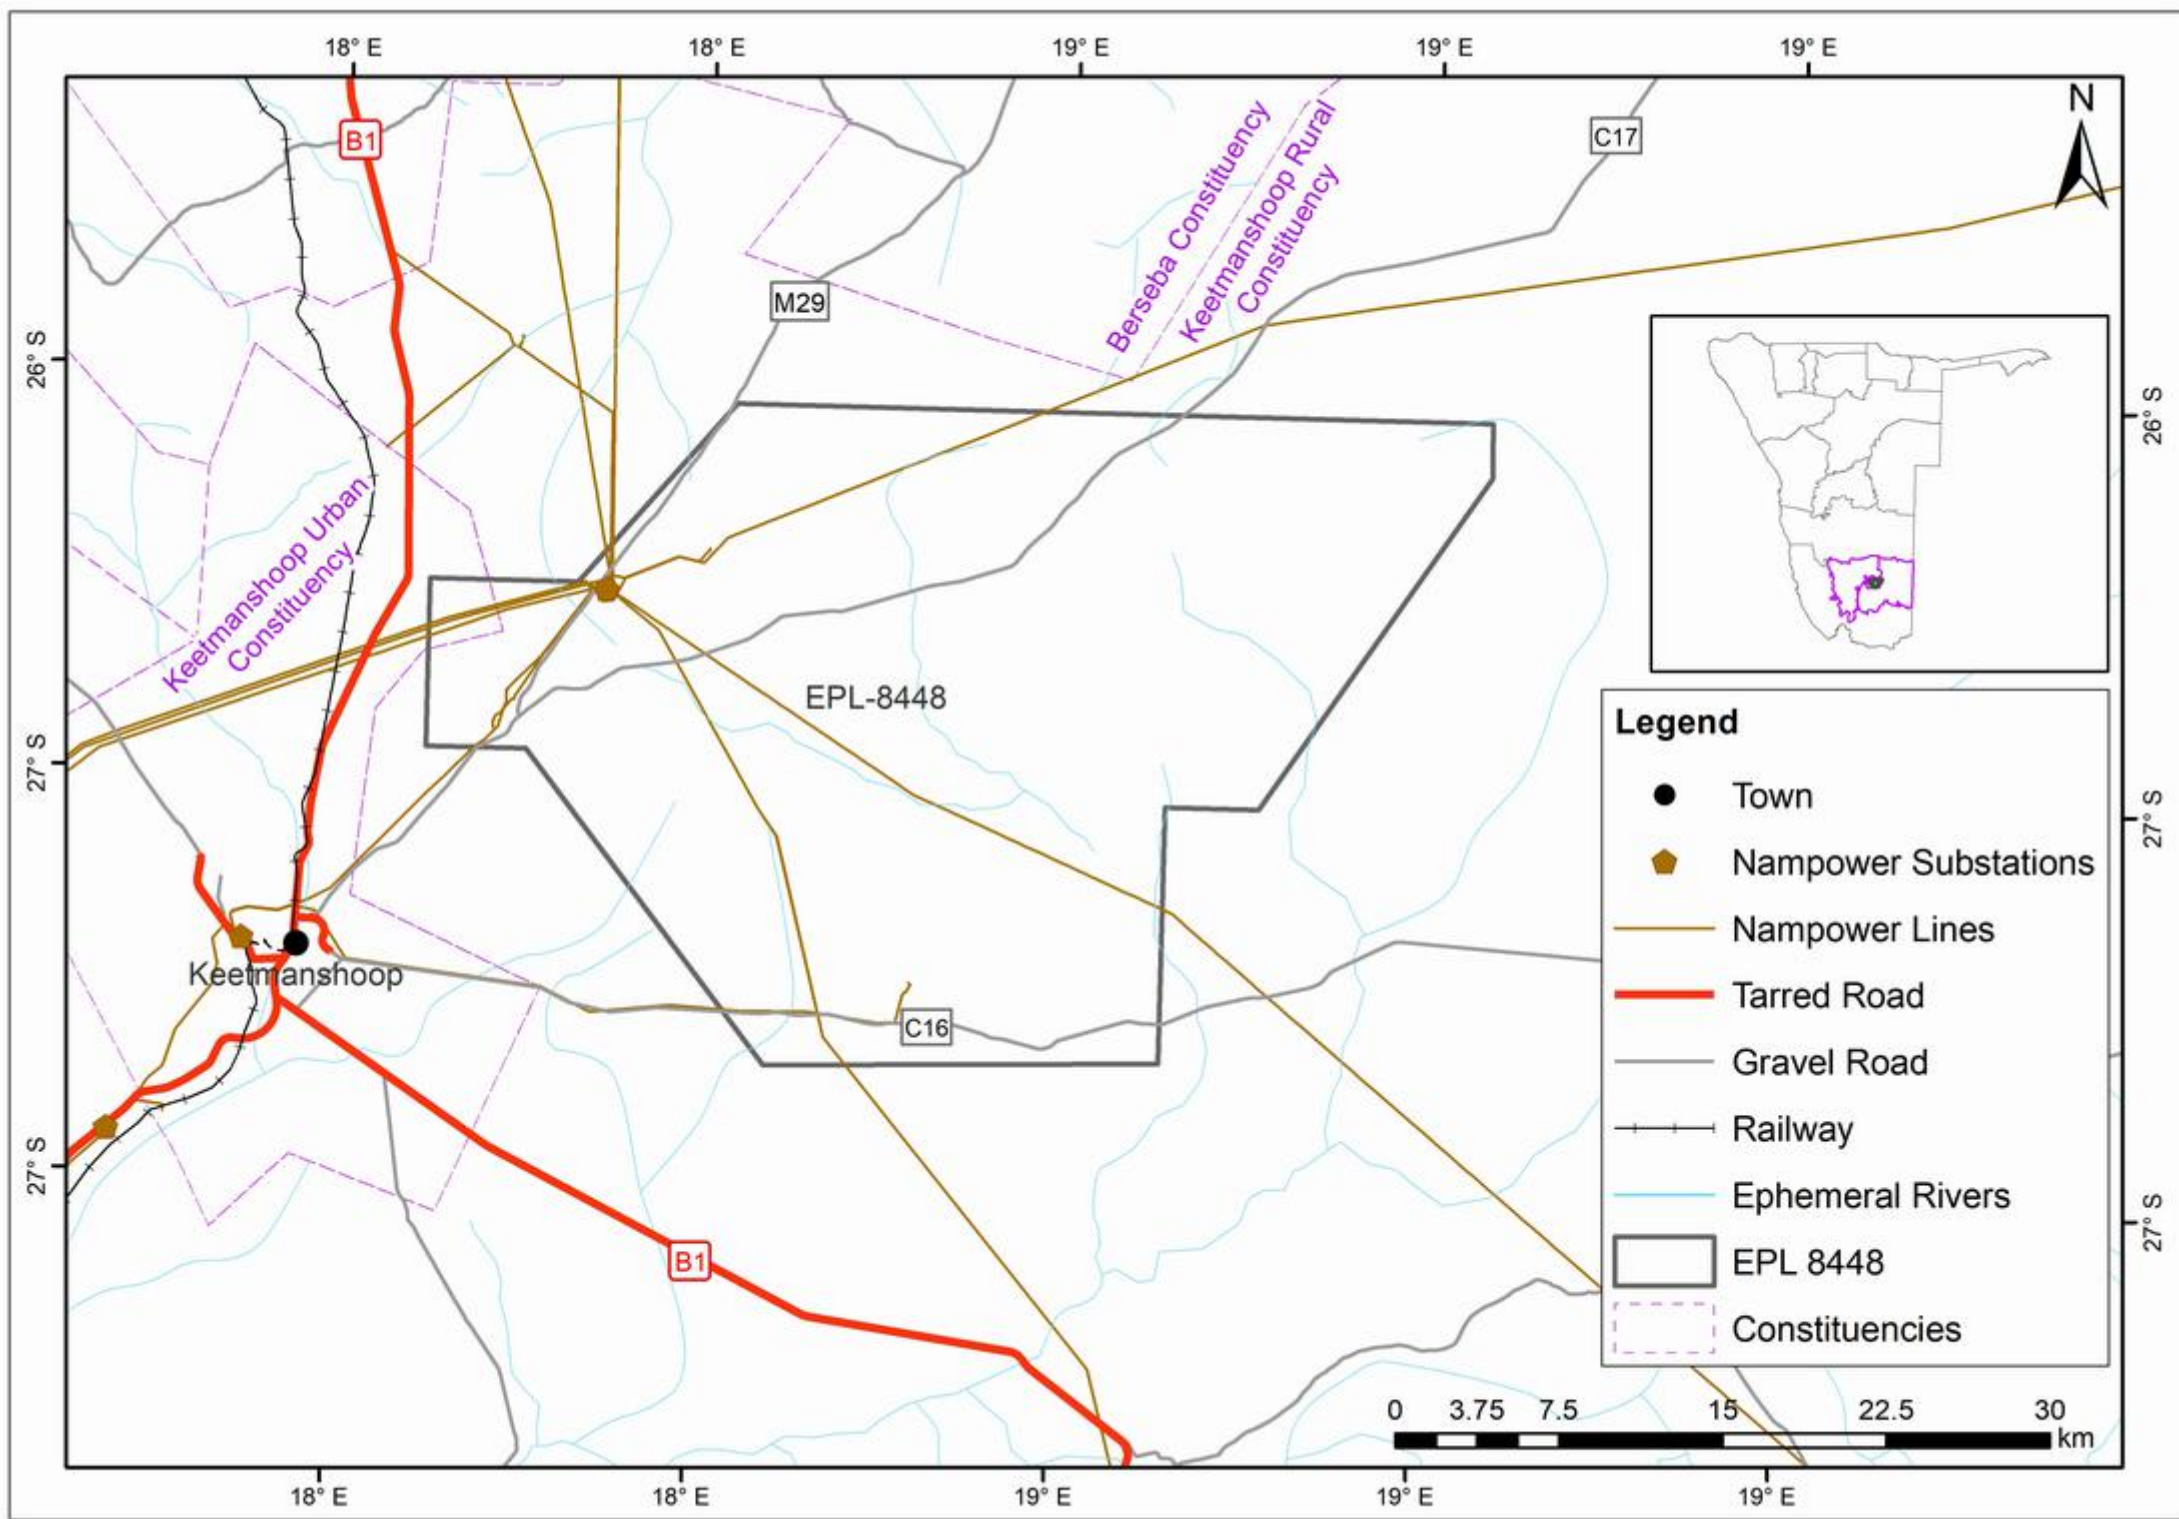 18° E
18° E
19° E
19° E
19° E
N
B1
C17
M29
Berseba Constituency
Keetmanshoop Rural
Constituency
26° S
26° S
Keetmanshoop Urban
Constituency
EPL-8448
27° S
27° S
Keetmanshoop
C16
27° S
27° S
B1
Legend
Town
Nampower Substations
Nampower Lines
Tarred Road
Gravel Road
Railway
Ephemeral Rivers
EPL 8448
Constituencies
0 3.75 7.5 15 22.5 30
km
18° E
18° E
19° E
19° E
19° E